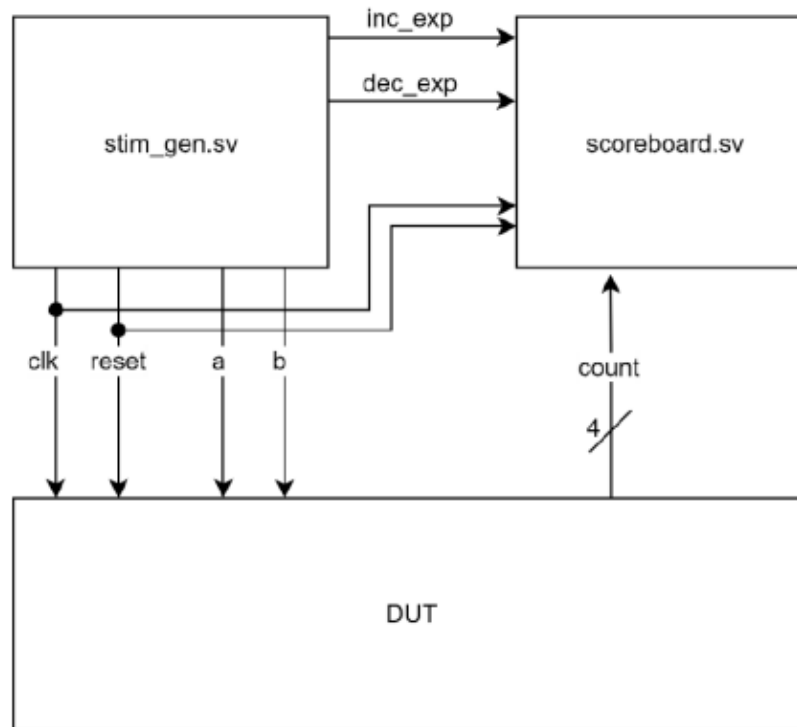 inc_exp
dec_exp
stim_gen.sv
scoreboard.sv
clk reset a b
count
4
DUT